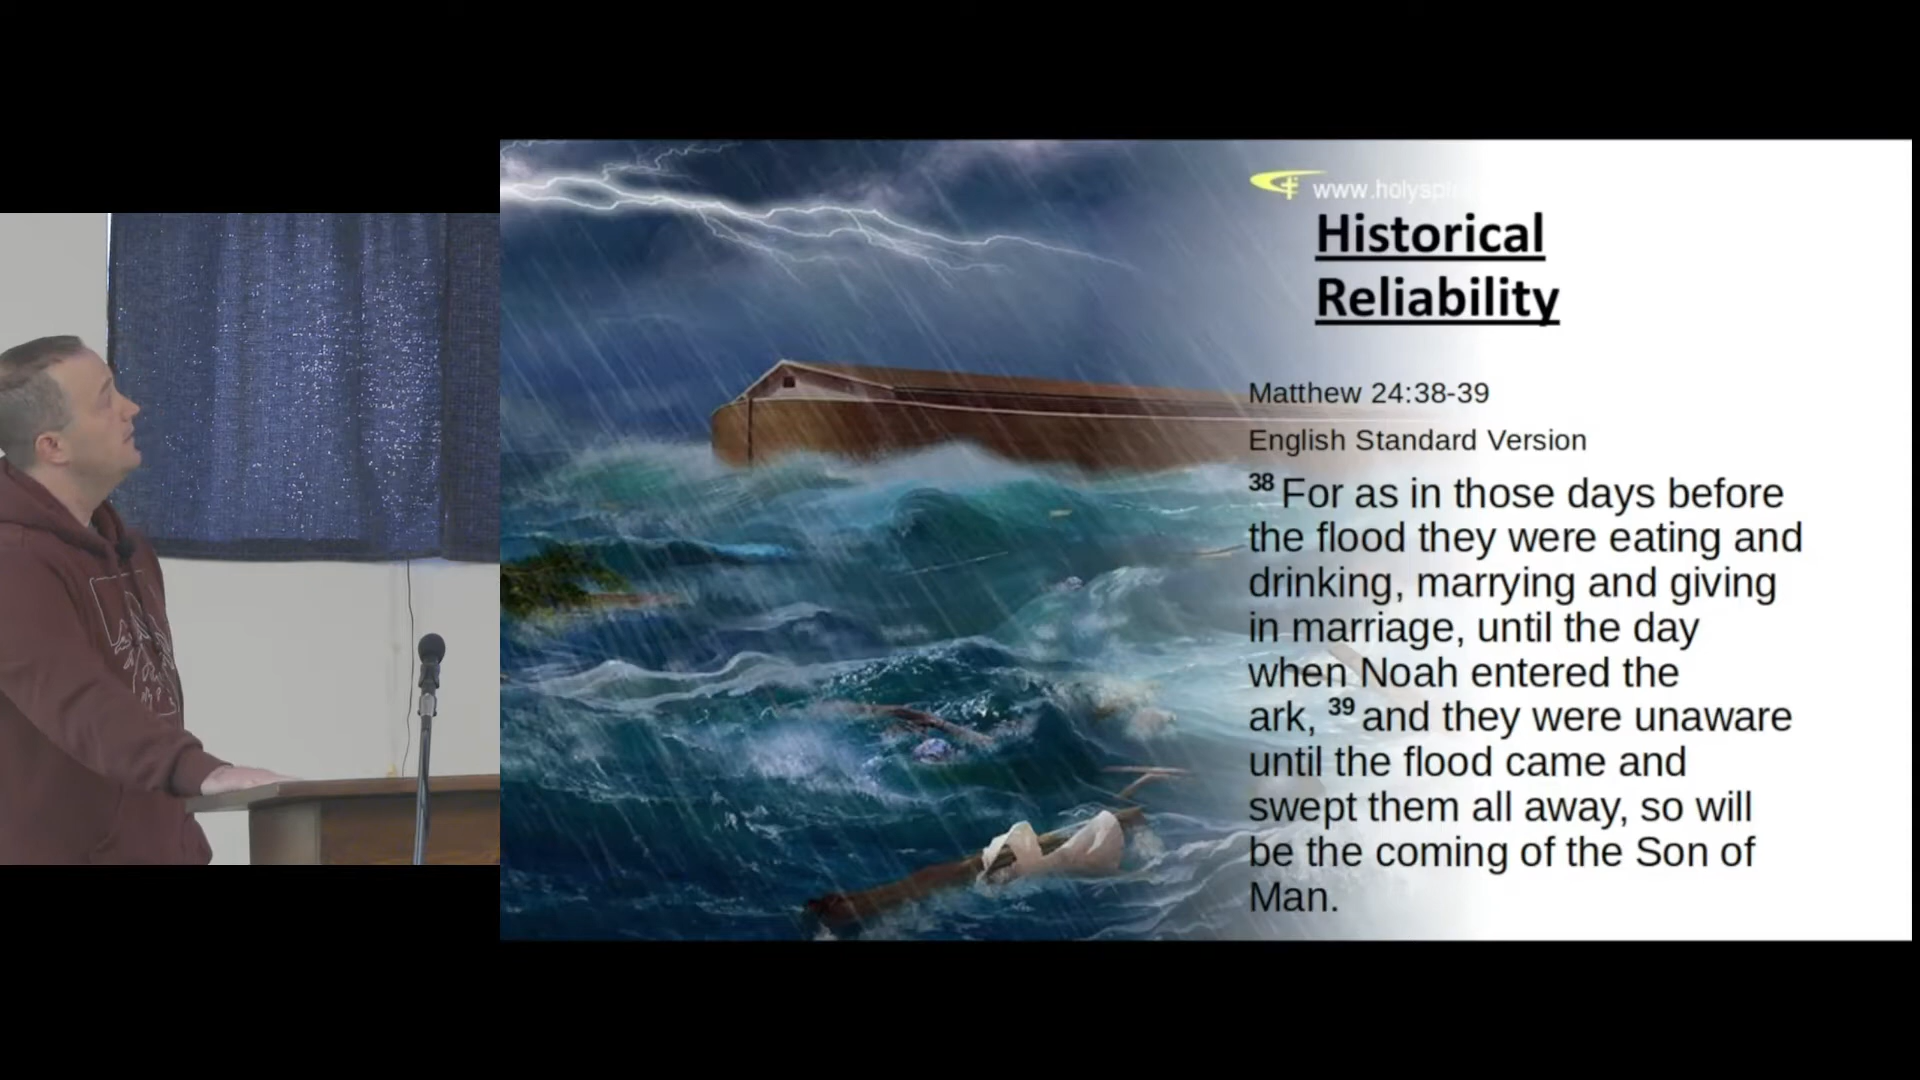 Historical
Reliability
Matthew 24:38-39
English Standard Version
38 For as in those days before
the flood they were eating and
drinking, marrying and giving
in marriage, until the day
when Noah entered the
ark, 39 and they were unaware
until the flood came and
swept them all away, so will
be the coming of the Son of
Man.